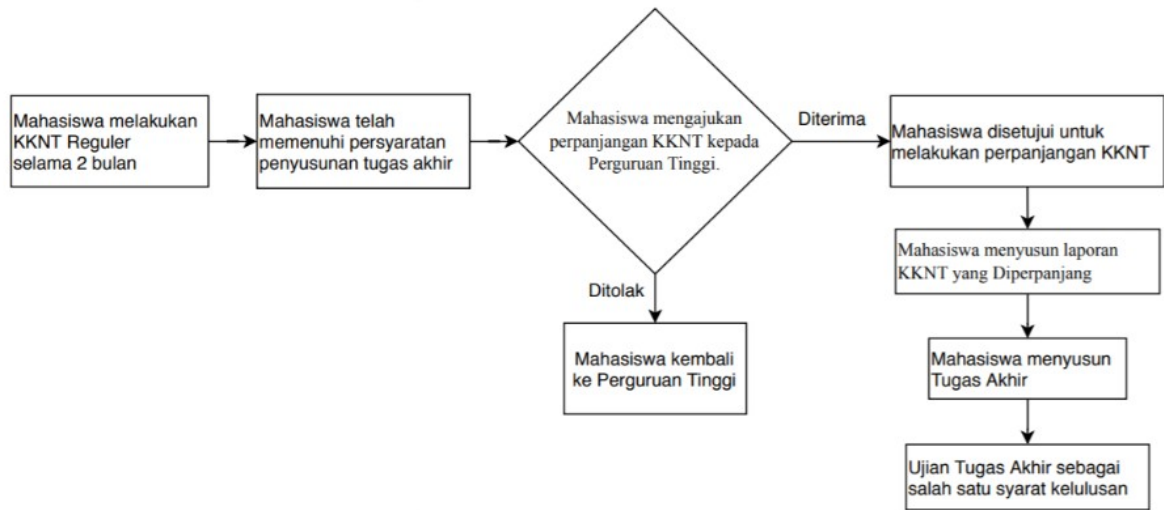 Mahasiswa melakukan
KKNT Reguler
selama 2 bulan
Mahasiswa telah
memenuhi persyaratan
penyusunan tugas akhir
Mahasiswa mengajukan
perpanjangan KKNT kepada
Perguruan Tinggi.
Diterima
Mahasiswa disetujui untuk
melakukan perpanjangan KKNT
Mahasiswa menyusun laporan
KKNT yang Diperpanjang
Ditolak
Mahasiswa kembali
ke Perguruan Tinggi
Mahasiswa menyusun
Tugas Akhir
Ujian Tugas Akhir sebagai
salah satu syarat kelulusan